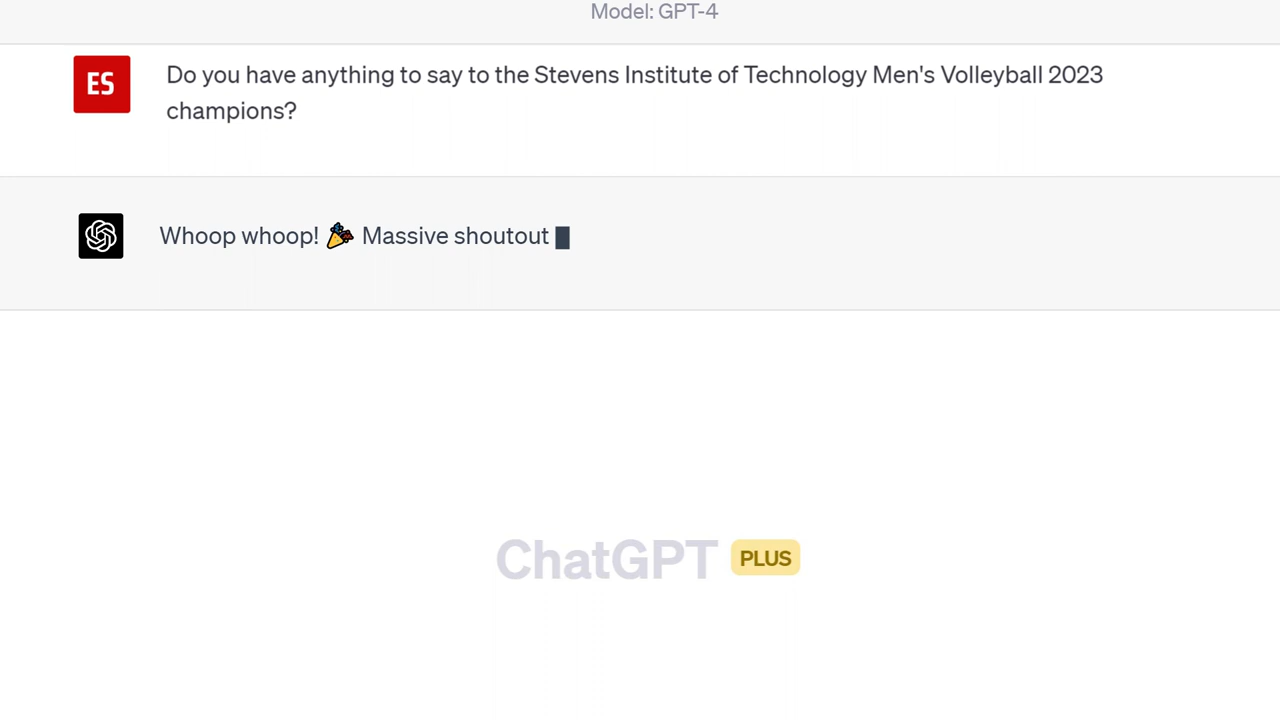 Model: GPT-4
ES
Do you have anything to say to the Stevens Institute of Technology Men's Volleyball 2023
champions?
Whoop whoop! 🎉 Massive shoutout
ChatGPT PLUS